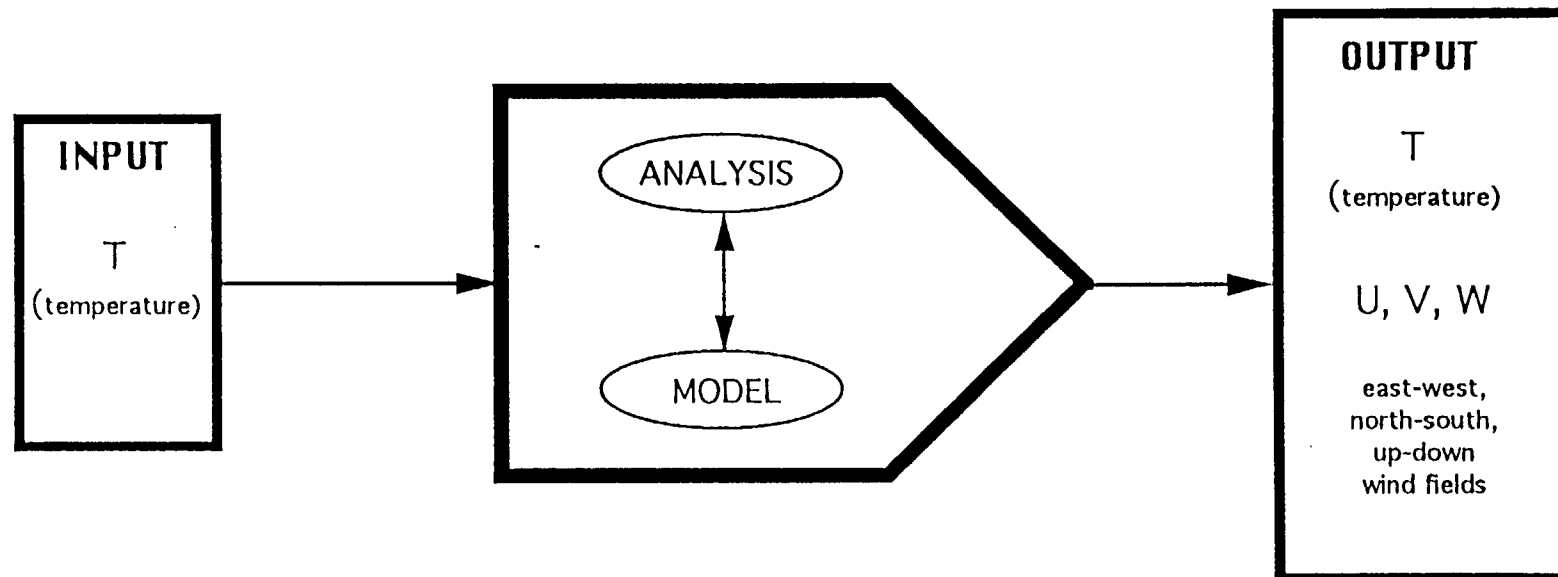 INPUT
T
(temperature)
ANALYSIS
MODEL
OUTPUT
T
(temperature)
U, V, W
east-west,
north-south,
up-down
wind fields